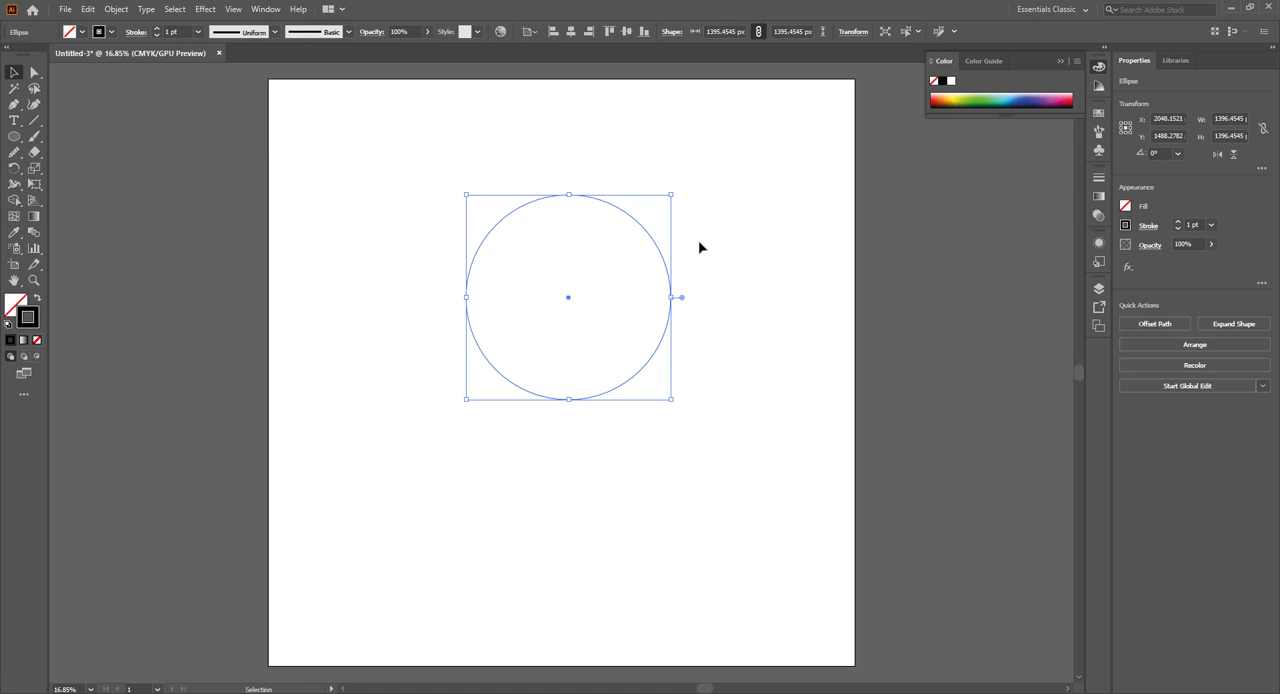 Ai File Edit Object Type Select Effect View Window Help Essentials Classic Search Adobe Stock
Ellipse Stroke: 1 pt Uniform Basic Opacity: 100% Style: Shape: 1395.4545 px 1395.4545 px Transform
Untitled-3* @ 16.85% (CMYK/GPU Preview) ×
Color Color Guide
Properties Libraries
Ellipse
Transform
X: 2048.1521 W: 1396.4545
Y: 1488.2782 H: 1396.4545
0°
Appearance
Fill
Stroke 1 pt
Opacity 100%
fx
Quick Actions
Offset Path Expand Shape
Arrange
Recolor
Start Global Edit
16.85% 1 Selection